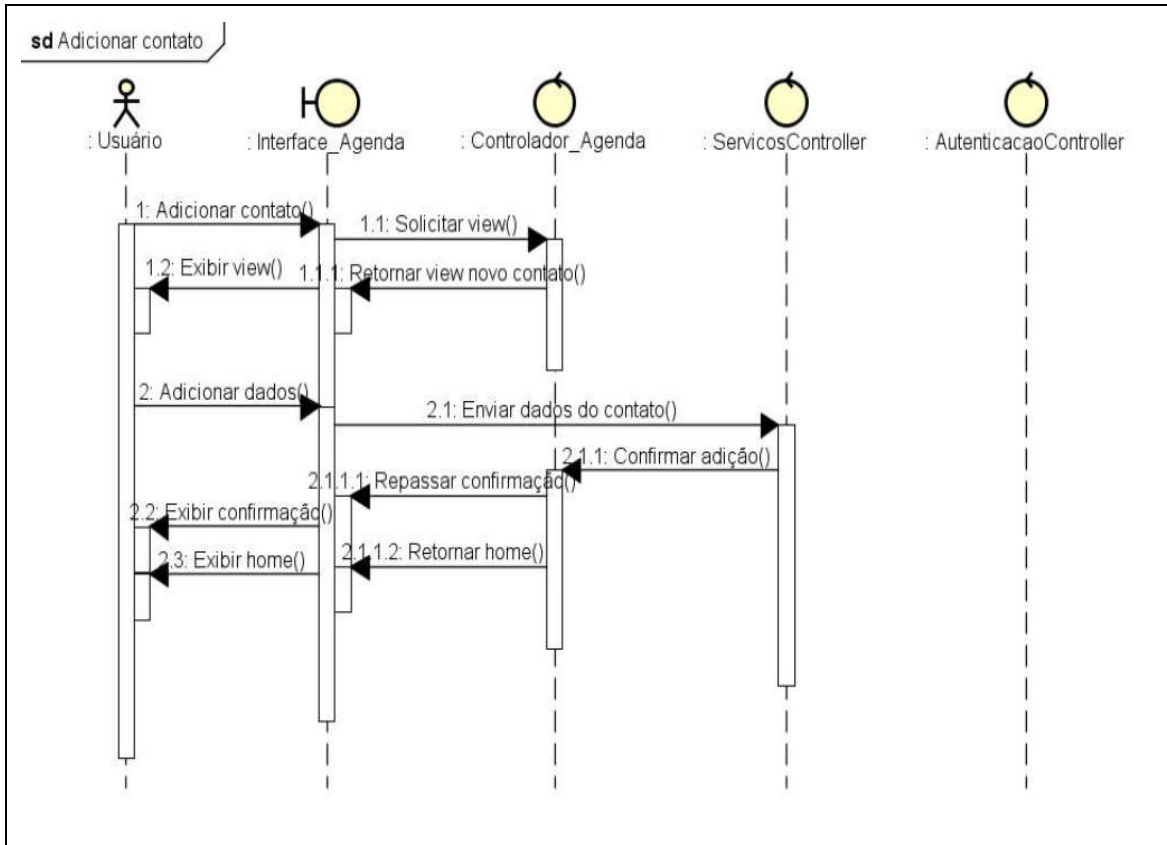 sd Adicionar contato
: Usuário
: Interface_Agenda
: Controlador_Agenda
: ServicosController
: AutenticacaoController
1: Adicionar contato()
1.1: Solicitar view()
1.2: Exibir view()
1.1.1: Retornar view novo contato()
2: Adicionar dados()
2.1: Enviar dados do contato()
2.1.1: Confirmar adição()
2.1.1.1: Repassar confirmação()
2.2: Exibir confirmação()
2.1.1.2: Retornar home()
2.3: Exibir home()